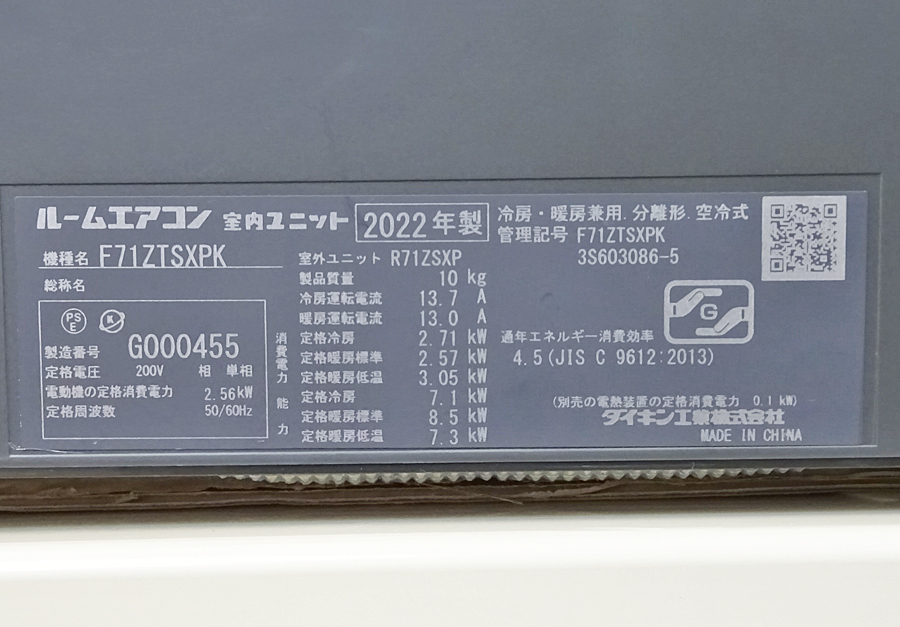 ルームエアコン 室内ユニット 2022年製
冷房・暖房兼用.分離形.空冷式
管理記号 F71ZTSXPK
3S603086-5
機種名 F71ZTSXPK
総称名
PS
E
K
製造番号 G000455
定格電圧 200V 相 単相
電動機の定格消費電力 2.56kW
定格周波数 50/60Hz
室外ユニット R71ZSXP
製品質量 10 kg
冷房運転電流 13.7 A
暖房運転電流 13.0 A
消費電力
定格冷房 2.71 kW
定格暖房標準 2.57 kW
定格暖房低温 3.05 kW
能力
定格冷房 7.1 kW
定格暖房標準 8.5 kW
定格暖房低温 7.3 kW
G
通年エネルギー消費効率
4.5(JIS C 9612:2013)
(別売の電熱装置の定格消費電力 0.1kW)
ダイキン工業株式会社
MADE IN CHINA